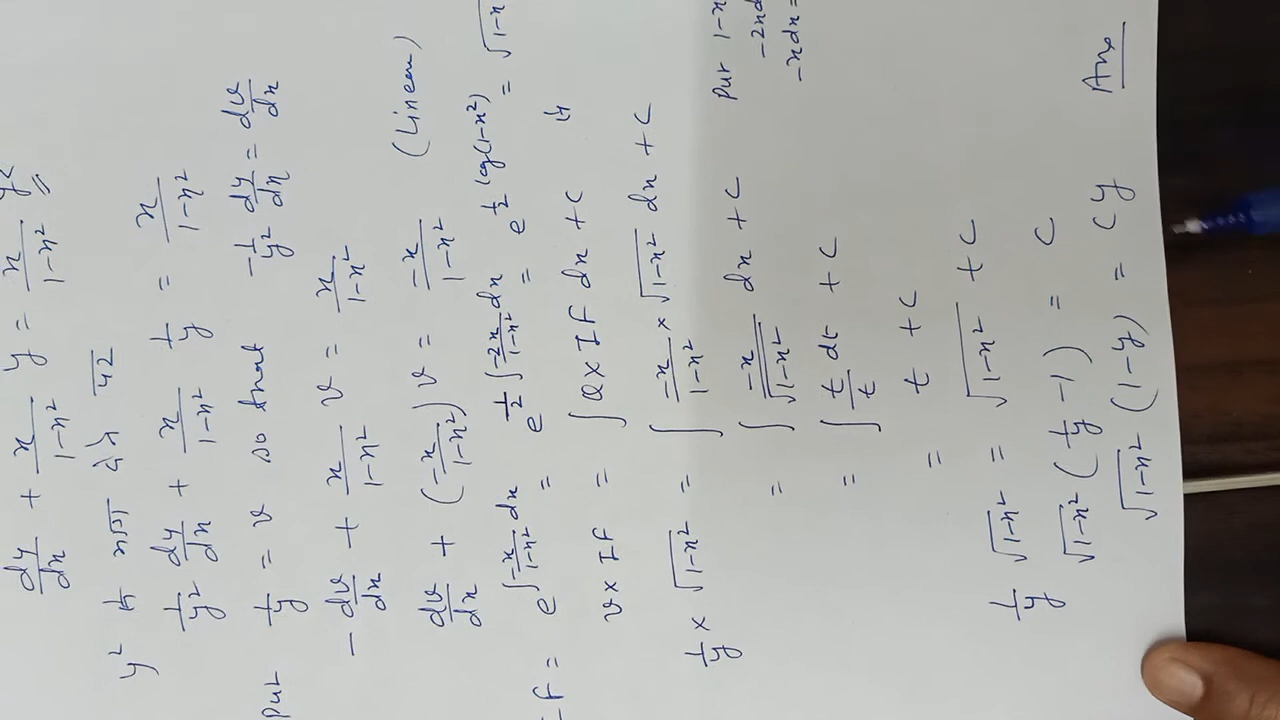 dy/dx + x/(1-x²) y = x/(1-x²) · y²
y² से भाग देने पर
1/y² dy/dx + x/(1-x²) 1/y = x/(1-x²)
Put 1/y = v so that -1/y² dy/dx = dv/dx
-dv/dx + x/(1-x²) v = x/(1-x²)
dv/dx + (-x/(1-x²)) v = -x/(1-x²) (Linear)
IF = e^∫-x/(1-x²) dx = e^½∫-2x/(1-x²) dx = e^½ log(1-x²) = √1-x
v × IF = ∫ Q × IF dx + C
1/y × √1-x² = ∫ -x/(1-x²) × √1-x² dx + C
= ∫ -x/√1-x² dx + C Put 1-x
-2xd
= ∫ t/t dt + C -xdx =
= t + C
1/y √1-x² = √1-x² + C
√1-x² (1/y - 1) = C
√1-x² (1-y) = Cy Ans